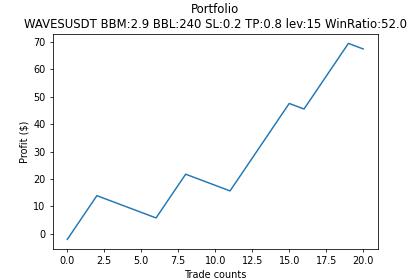 Portfolio
WAVESUSDT BBM:2.9 BBL:240 SL:0.2 TP:0.8 lev:15 WinRatio:52.0
70
60
50
40
30
20
10
0
Profit ($)
0.0 2.5 5.0 7.5 10.0 12.5 15.0 17.5 20.0
Trade counts